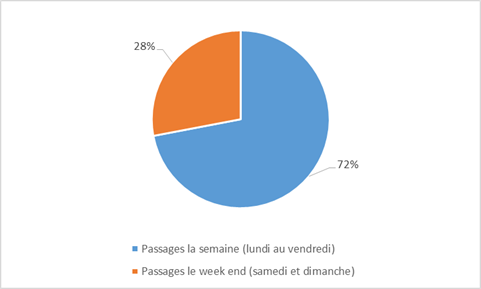 28%
72%
Passages la semaine (lundi au vendredi)
Passages le week end (samedi et dimanche)